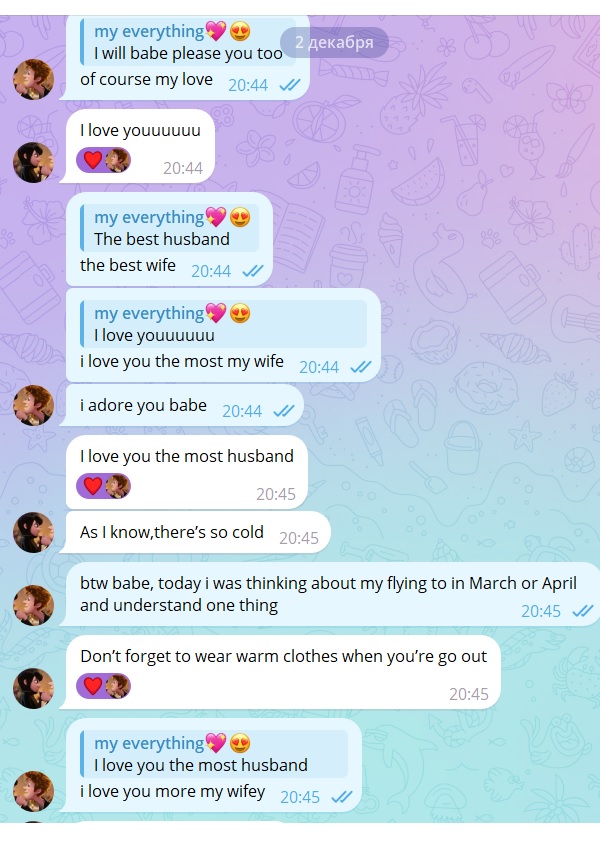 my everything💖😍
2 декабря
I will babe please you too
of course my love 20:44
I love youuuuuu
20:44
my everything💖😍
The best husband
the best wife 20:44
my everything💖😍
I love youuuuuu
i love you the most my wife 20:44
i adore you babe 20:44
I love you the most husband
20:45
As I know,there’s so cold 20:45
btw babe, today i was thinking about my flying to in March or April
and understand one thing
20:45
Don’t forget to wear warm clothes when you’re go out
20:45
my everything💖😍
I love you the most husband
i love you more my wifey 20:45